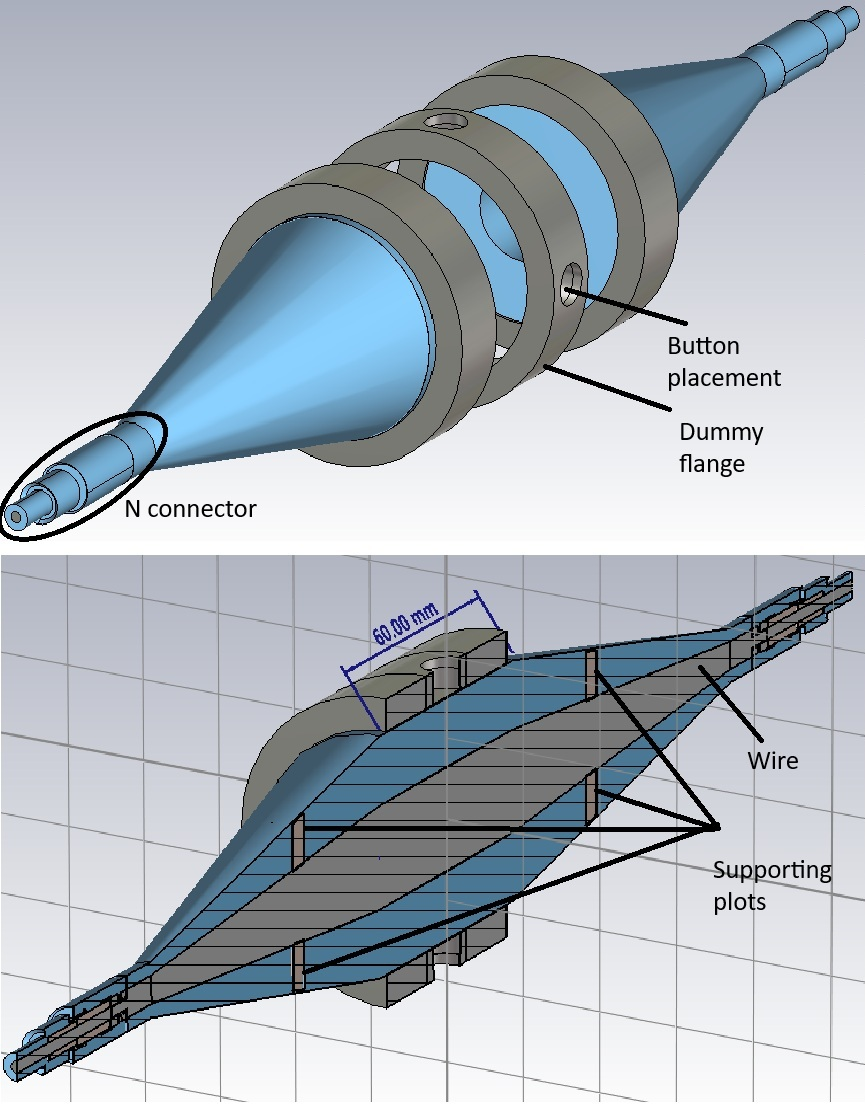 Button
placement
Dummy
flange
N connector
60.00 mm
Wire
Supporting
plots